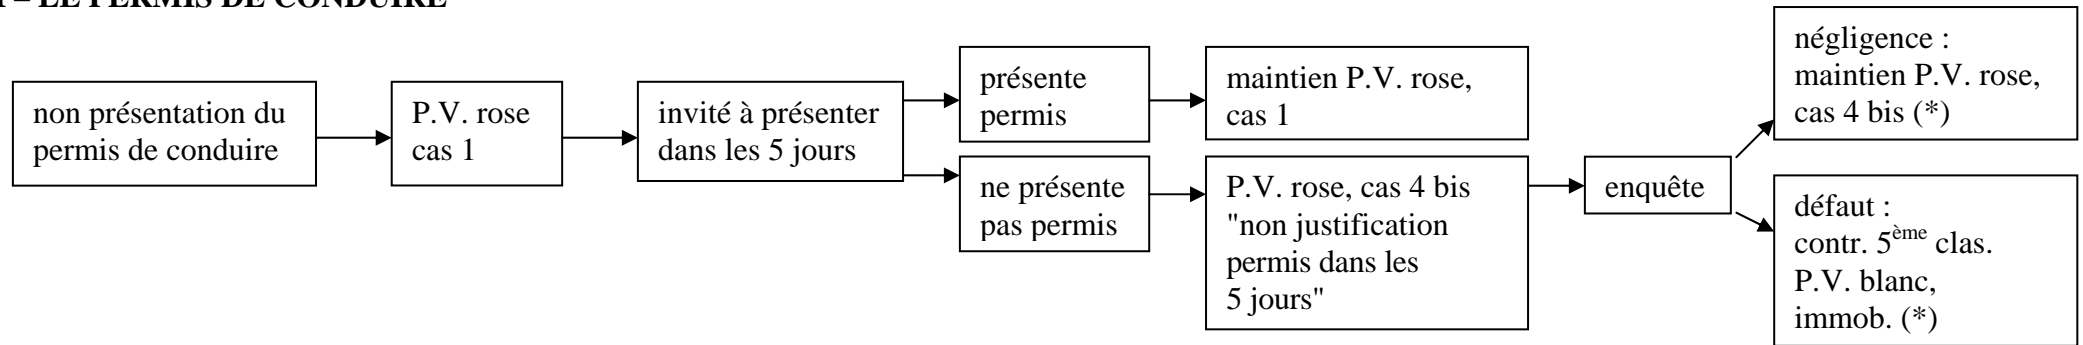 – LE PERMIS DE CONDUIRE
non présentation du
permis de conduire
P.V. rose
cas 1
invité à présenter
dans les 5 jours
présente
permis
maintien P.V. rose,
cas 1
ne présente
pas permis
P.V. rose, cas 4 bis
"non justification
permis dans les
5 jours"
enquête
négligence :
maintien P.V. rose,
cas 4 bis (*)
défaut :
contr. 5ème clas.
P.V. blanc,
immob. (*)